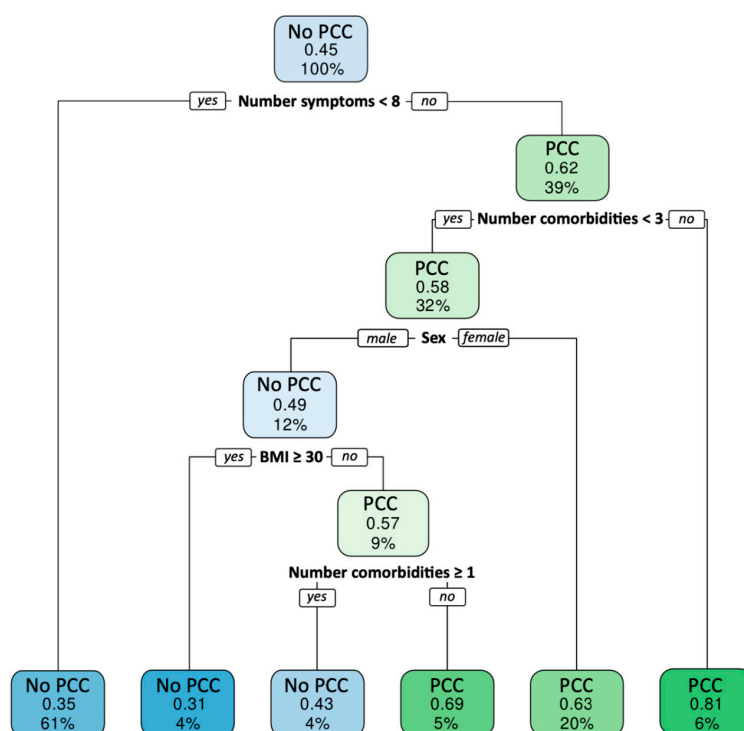 No PCC
0.45
100%
yes Number symptoms < 8 no
PCC
0.62
39%
yes Number comorbidities < 3 no
PCC
0.58
32%
male Sex female
No PCC
0.49
12%
yes BMI ≥ 30 no
PCC
0.57
9%
Number comorbidities ≥ 1
yes no
No PCC No PCC No PCC PCC PCC PCC
0.35 0.31 0.43 0.69 0.63 0.81
61% 4% 4% 5% 20% 6%